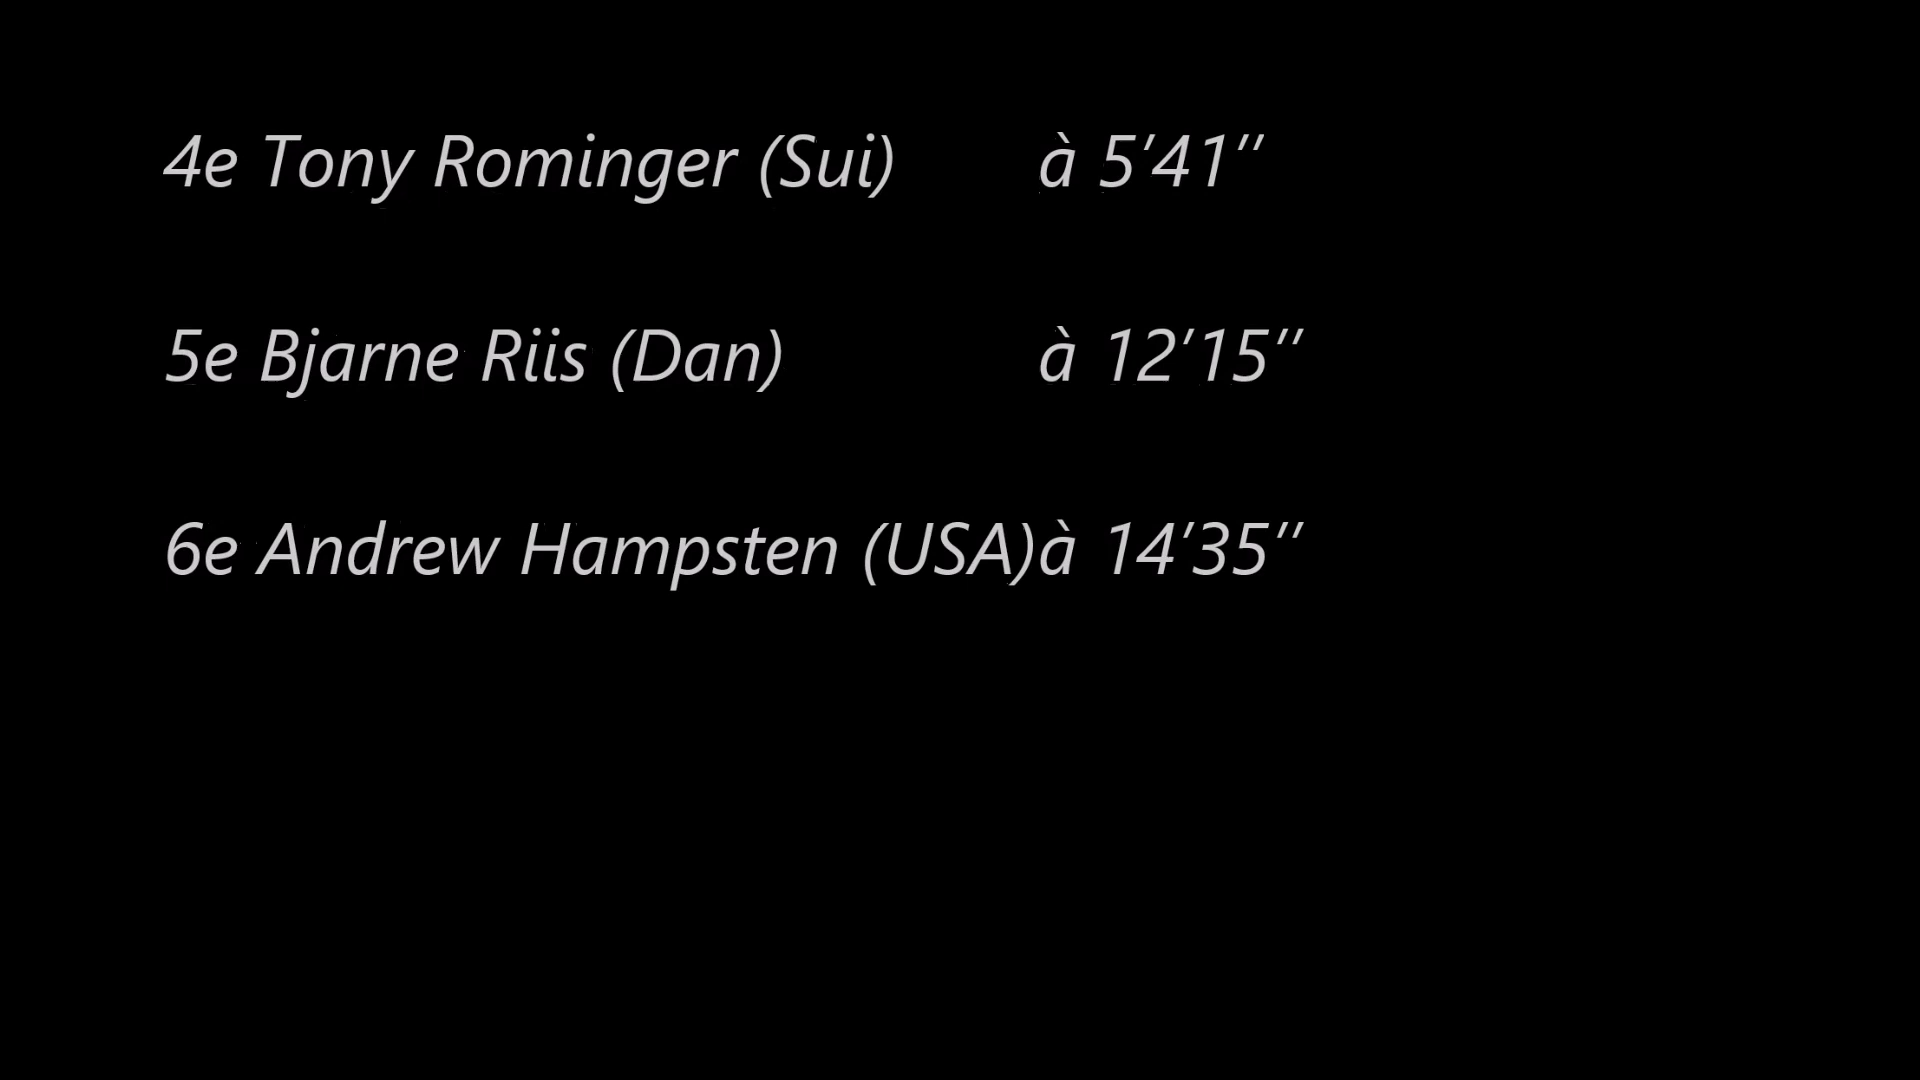 4e Tony Rominger (Sui) à 5’41’’
5e Bjarne Riis (Dan) à 12’15’’
6e Andrew Hampsten (USA)à 14’35’’